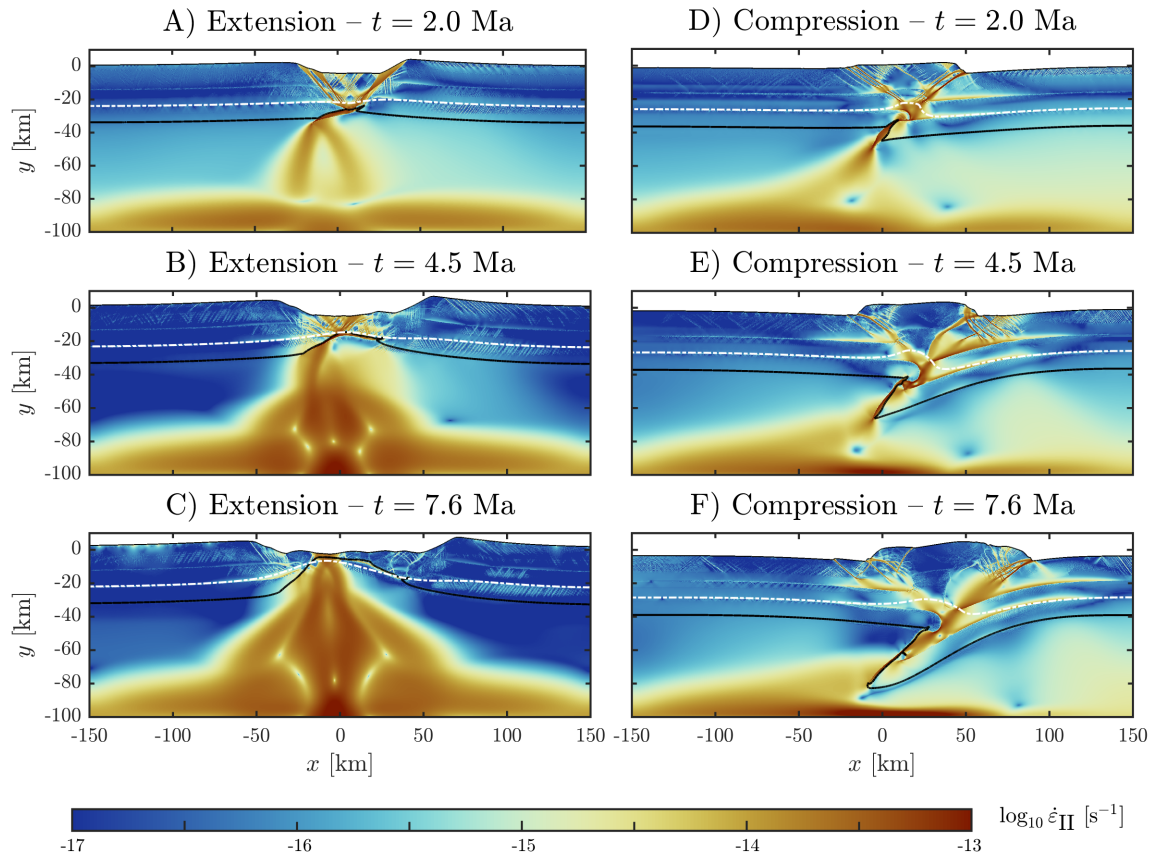 A) Extension – t = 2.0 Ma
D) Compression – t = 2.0 Ma
0
-20
-40
-60
-80
-100
y [km]
B) Extension – t = 4.5 Ma
E) Compression – t = 4.5 Ma
0
-20
-40
-60
-80
-100
y [km]
C) Extension – t = 7.6 Ma
F) Compression – t = 7.6 Ma
0
-20
-40
-60
-80
-100
y [km]
-150 -100 -50 0 50 100 150
-150 -100 -50 0 50 100 150
x [km]
x [km]
log₁₀ ε̇_II [s⁻¹]
-17 -16 -15 -14 -13